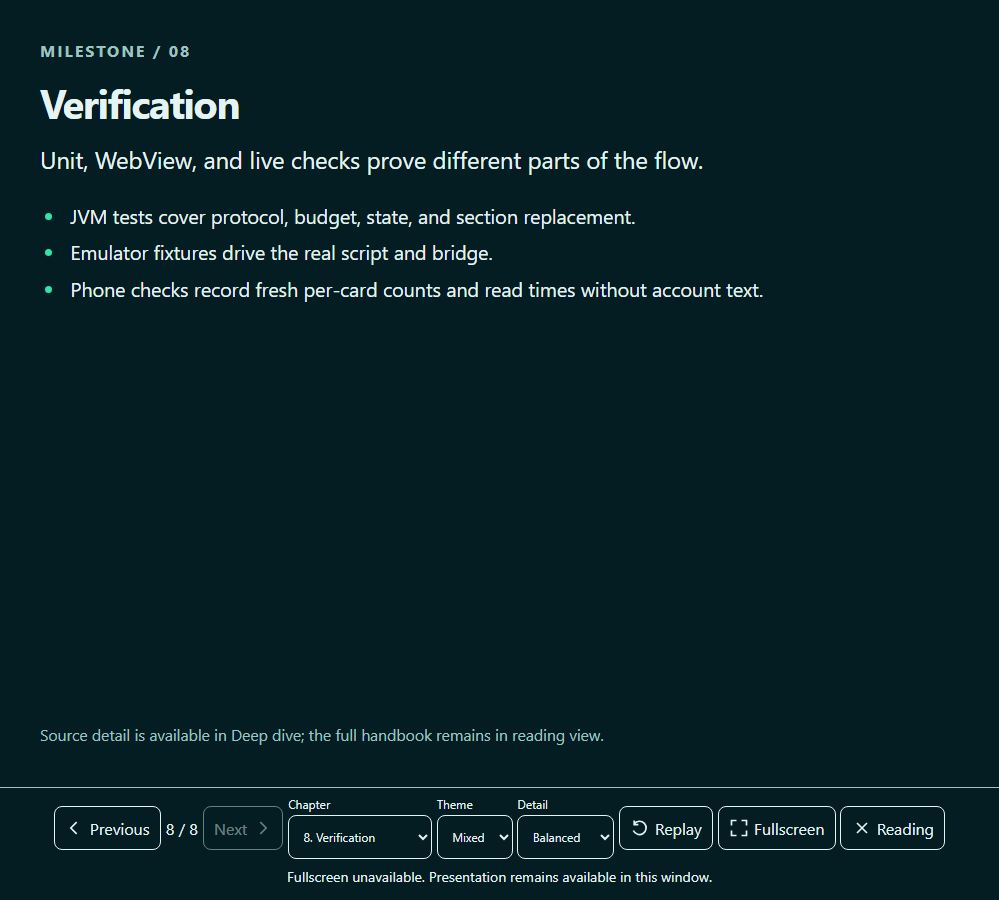 MILESTONE / 08
Verification
Unit, WebView, and live checks prove different parts of the flow.
JVM tests cover protocol, budget, state, and section replacement.
Emulator fixtures drive the real script and bridge.
Phone checks record fresh per-card counts and read times without account text.
Source detail is available in Deep dive; the full handbook remains in reading view.
Chapter Theme Detail
Previous 8 / 8 Next 8. Verification Mixed Balanced Replay Fullscreen Reading
Fullscreen unavailable. Presentation remains available in this window.